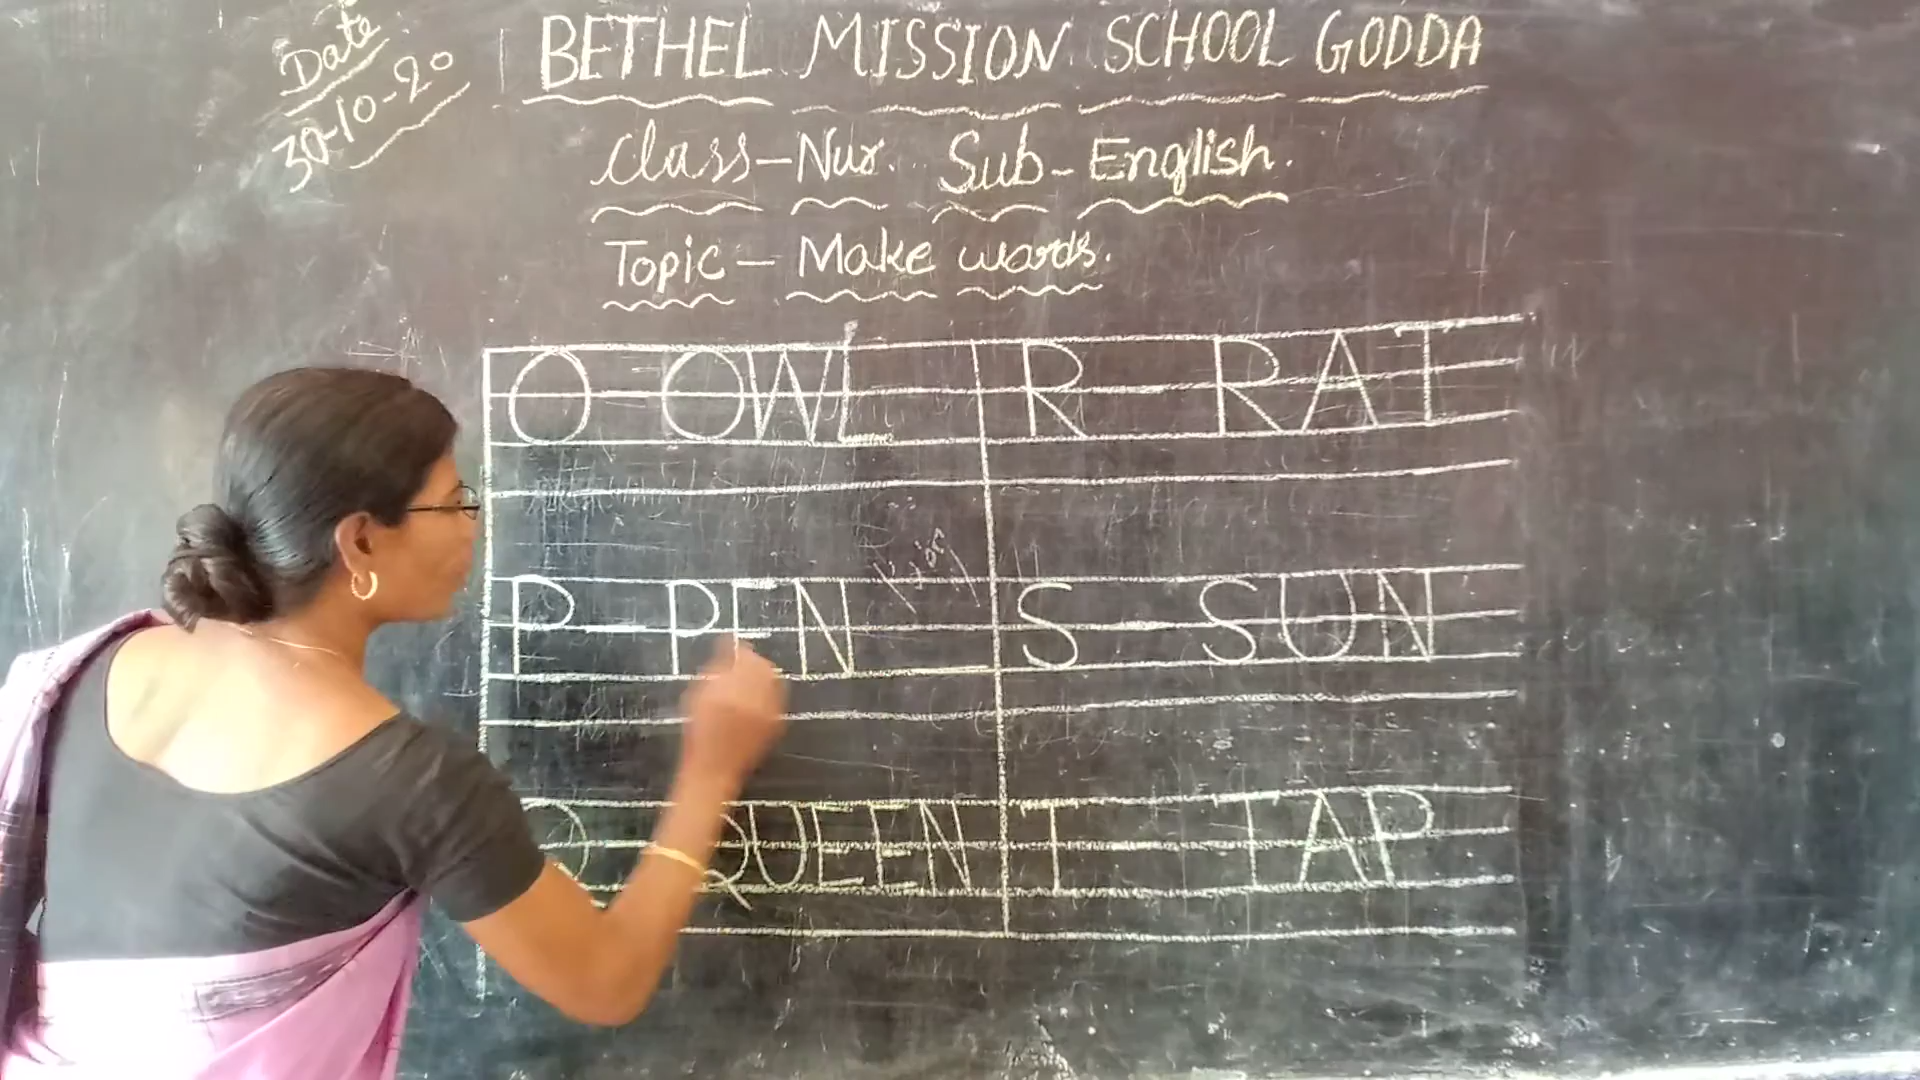 Date
30-10-20
BETHEL MISSION SCHOOL GODDA
Class-Nur. Sub-English.
Topic- Make words.
O-OWL R-RAT
P-PEN S-SUN
Q-QUEEN T-TAP